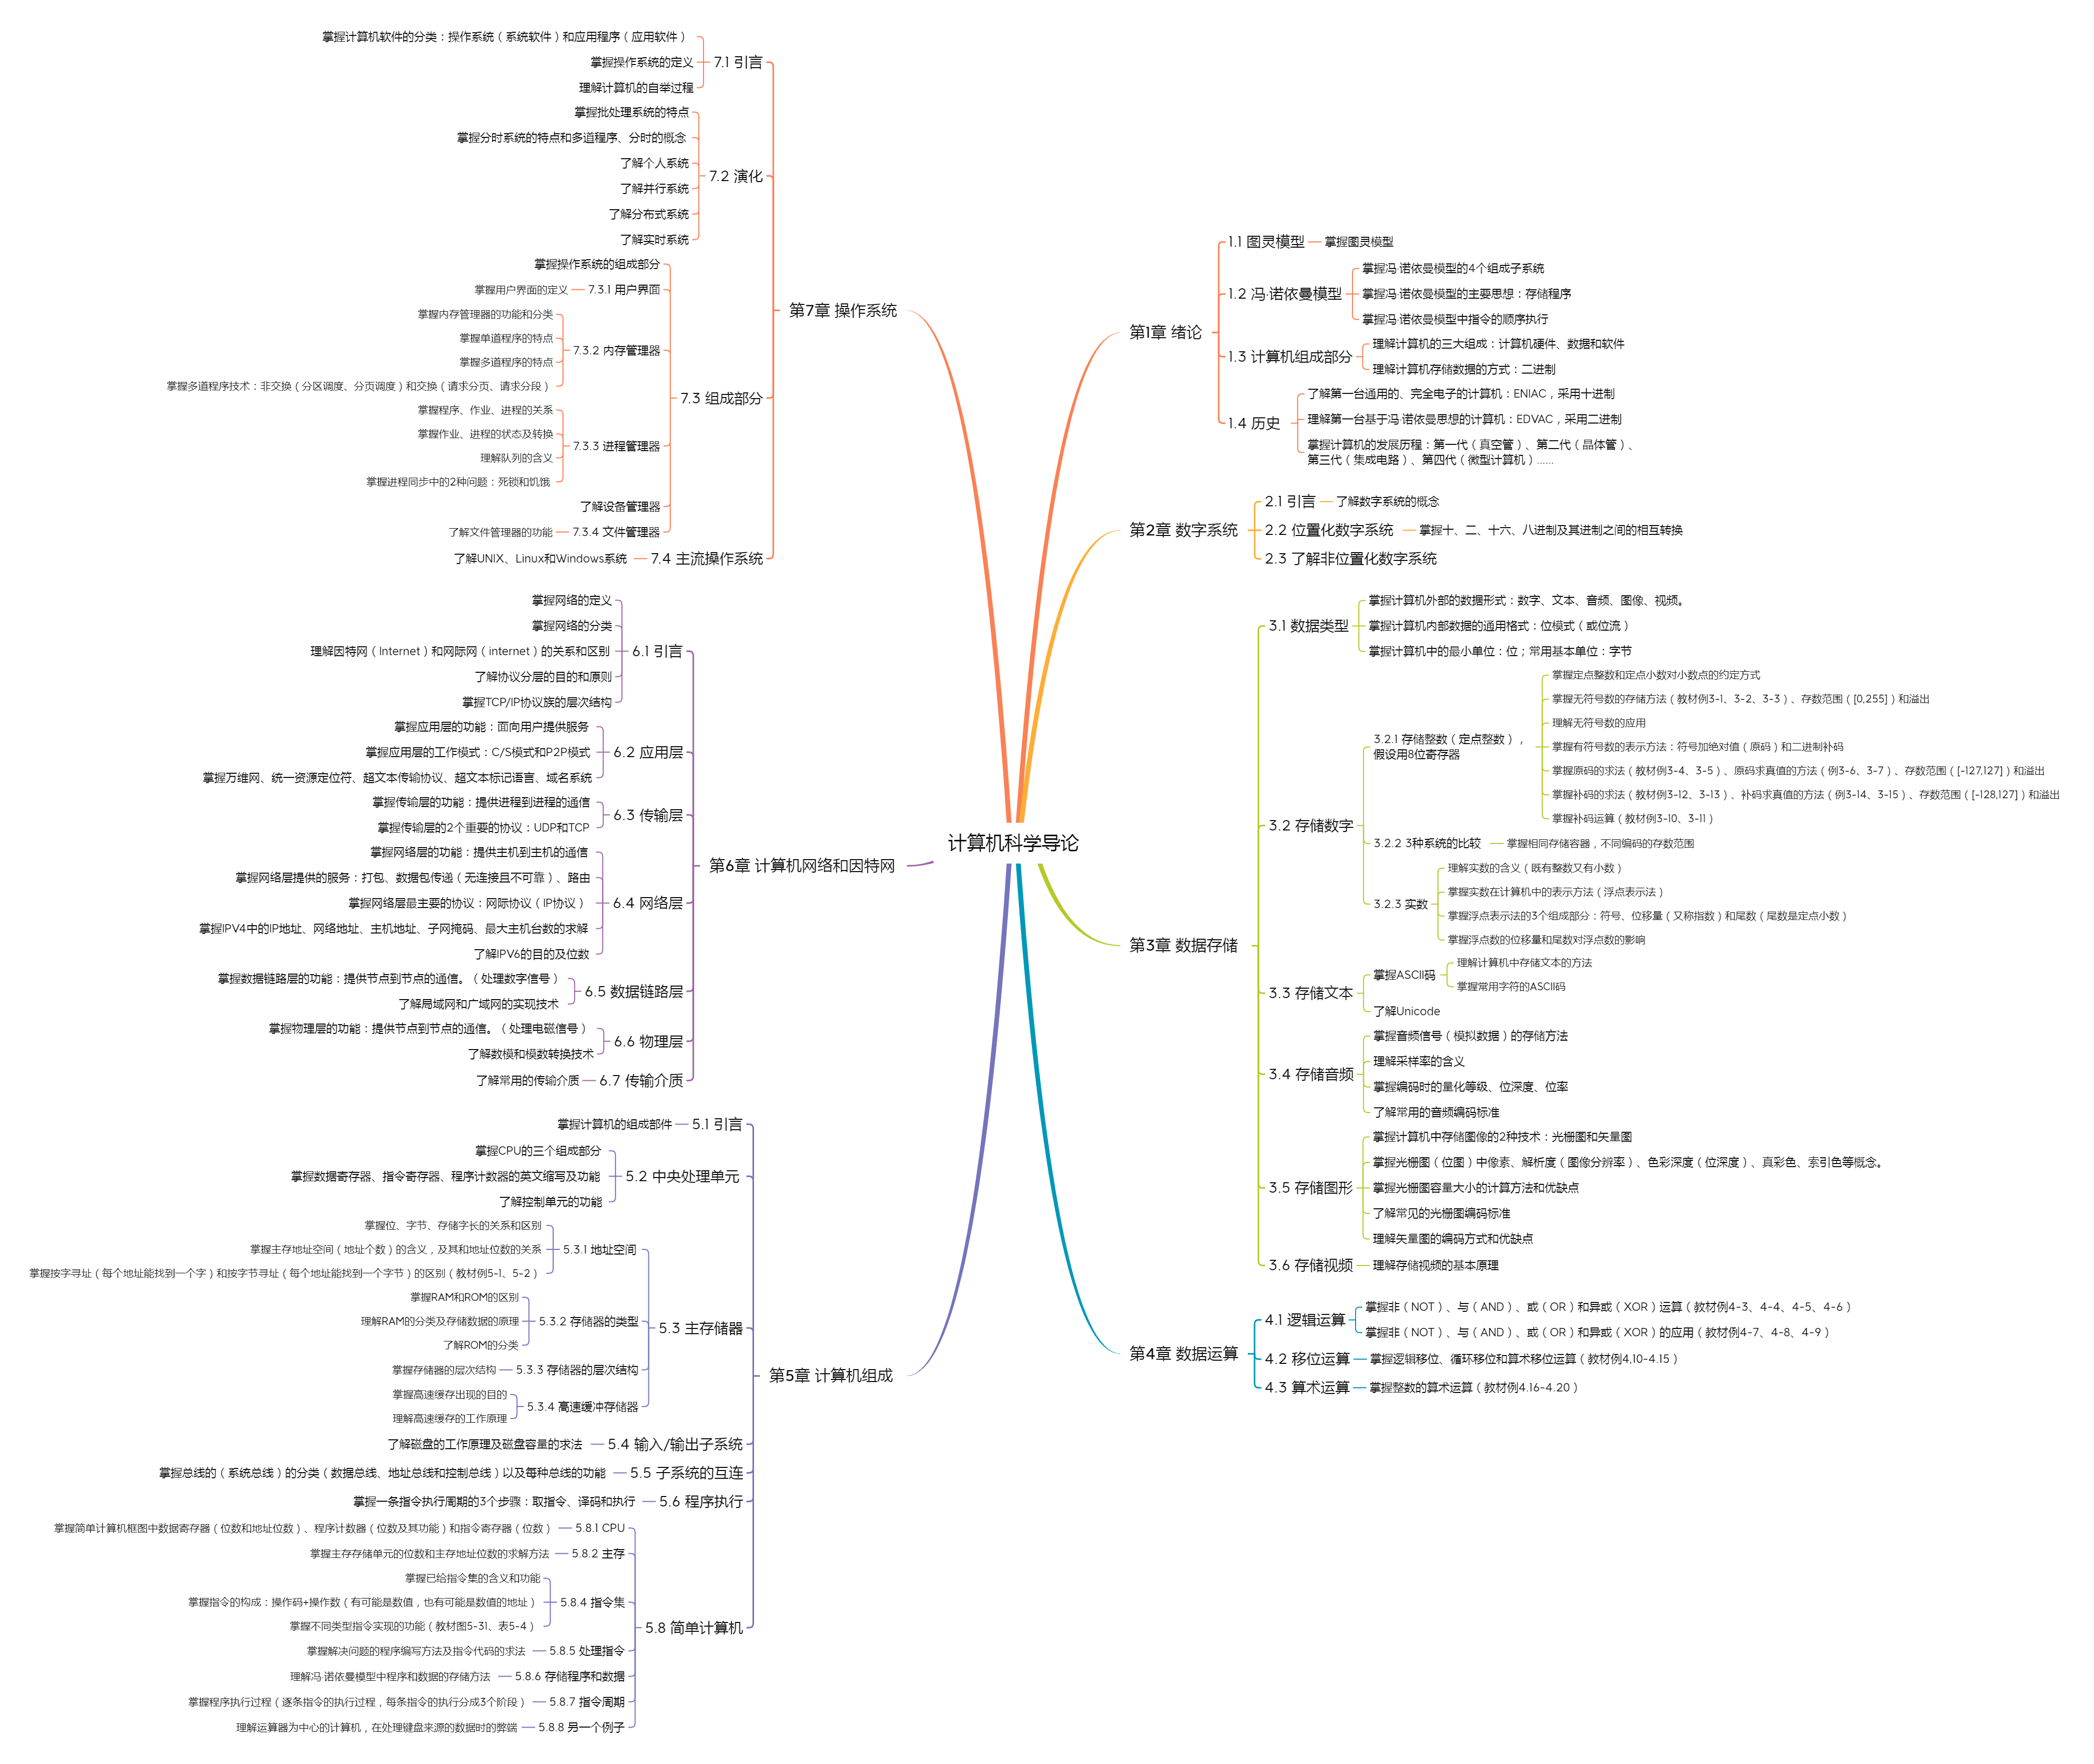 计算机科学导论
第1章 绪论
1.1 图灵模型
掌握图灵模型
1.2 冯·诺依曼模型
掌握冯·诺依曼模型的4个组成子系统
掌握冯·诺依曼模型的主要思想：存储程序
掌握冯·诺依曼模型中指令的顺序执行
1.3 计算机组成部分
理解计算机的三大组成：计算机硬件、数据和软件
理解计算机存储数据的方式：二进制
1.4 历史
了解第一台通用的、完全电子的计算机：ENIAC，采用十进制
理解第一台基于冯·诺依曼思想的计算机：EDVAC，采用二进制
掌握计算机的发展历程：第一代（真空管）、第二代（晶体管）、
第三代（集成电路）、第四代（微型计算机）......
第2章 数字系统
2.1 引言
了解数字系统的概念
2.2 位置化数字系统
掌握十、二、十六、八进制及其进制之间的相互转换
2.3 了解非位置化数字系统
第3章 数据存储
3.1 数据类型
掌握计算机外部的数据形式：数字、文本、音频、图像、视频。
掌握计算机内部数据的通用格式：位模式（或位流）
掌握计算机中的最小单位：位；常用基本单位：字节
3.2 存储数字
3.2.1 存储整数（定点整数），
假设用8位寄存器
掌握定点整数和定点小数对小数点的约定方式
掌握无符号数的存储方法（教材例3-1、3-2、3-3）、存数范围（[0,255]）和溢出
理解无符号数的应用
掌握有符号数的表示方法：符号加绝对值（原码）和二进制补码
掌握原码的求法（教材例3-4、3-5）、原码求真值的方法（例3-6、3-7）、存数范围（[-127,127]）和溢出
掌握补码的求法（教材例3-12、3-13）、补码求真值的方法（例3-14、3-15）、存数范围（[-128,127]）和溢出
掌握补码运算（教材例3-10、3-11）
3.2.2 3种系统的比较
掌握相同存储容器，不同编码的存数范围
3.2.3 实数
理解实数的含义（既有整数又有小数）
掌握实数在计算机中的表示方法（浮点表示法）
掌握浮点表示法的3个组成部分：符号、位移量（又称指数）和尾数（尾数是定点小数）
掌握浮点数的位移量和尾数对浮点数的影响
3.3 存储文本
掌握ASCII码
理解计算机中存储文本的方法
掌握常用字符的ASCII码
了解Unicode
3.4 存储音频
掌握音频信号（模拟数据）的存储方法
理解采样率的含义
掌握编码时的量化等级、位深度、位率
了解常用的音频编码标准
3.5 存储图形
掌握计算机中存储图像的2种技术：光栅图和矢量图
掌握光栅图（位图）中像素、解析度（图像分辨率）、色彩深度（位深度）、真彩色、索引色等概念。
掌握光栅图容量大小的计算方法和优缺点
了解常见的光栅图编码标准
理解矢量图的编码方式和优缺点
3.6 存储视频
理解存储视频的基本原理
第4章 数据运算
4.1 逻辑运算
掌握非（NOT）、与（AND）、或（OR）和异或（XOR）运算（教材例4-3、4-4、4-5、4-6）
掌握非（NOT）、与（AND）、或（OR）和异或（XOR）的应用（教材例4-7、4-8、4-9）
4.2 移位运算
掌握逻辑移位、循环移位和算术移位运算（教材例4.10-4.15）
4.3 算术运算
掌握整数的算术运算（教材例4.16-4.20）
第7章 操作系统
7.1 引言
掌握计算机软件的分类：操作系统（系统软件）和应用程序（应用软件）
掌握操作系统的定义
理解计算机的自举过程
7.2 演化
掌握批处理系统的特点
掌握分时系统的特点和多道程序、分时的概念
了解个人系统
了解并行系统
了解分布式系统
了解实时系统
7.3 组成部分
掌握操作系统的组成部分
7.3.1 用户界面
掌握用户界面的定义
7.3.2 内存管理器
掌握内存管理器的功能和分类
掌握单道程序的特点
掌握多道程序的特点
掌握多道程序技术：非交换（分区调度、分页调度）和交换（请求分页、请求分段）
7.3.3 进程管理器
掌握程序、作业、进程的关系
掌握作业、进程的状态及转换
理解队列的含义
掌握进程同步中的2种问题：死锁和饥饿
了解设备管理器
7.3.4 文件管理器
了解文件管理器的功能
7.4 主流操作系统
了解UNIX、Linux和Windows系统
第6章 计算机网络和因特网
6.1 引言
掌握网络的定义
掌握网络的分类
理解因特网（Internet）和网际网（internet）的关系和区别
了解协议分层的目的和原则
掌握TCP/IP协议族的层次结构
6.2 应用层
掌握应用层的功能：面向用户提供服务
掌握应用层的工作模式：C/S模式和P2P模式
掌握万维网、统一资源定位符、超文本传输协议、超文本标记语言、域名系统
6.3 传输层
掌握传输层的功能：提供进程到进程的通信
掌握传输层的2个重要的协议：UDP和TCP
6.4 网络层
掌握网络层的功能：提供主机到主机的通信
掌握网络层提供的服务：打包、数据包传递（无连接且不可靠）、路由
掌握网络层最主要的协议：网际协议（IP协议）
掌握IPV4中的IP地址、网络地址、主机地址、子网掩码、最大主机台数的求解
了解IPV6的目的及位数
6.5 数据链路层
掌握数据链路层的功能：提供节点到节点的通信。（处理数字信号）
了解局域网和广域网的实现技术
6.6 物理层
掌握物理层的功能：提供节点到节点的通信。（处理电磁信号）
了解数模和模数转换技术
6.7 传输介质
了解常用的传输介质
第5章 计算机组成
5.1 引言
掌握计算机的组成部件
5.2 中央处理单元
掌握CPU的三个组成部分
掌握数据寄存器、指令寄存器、程序计数器的英文缩写及功能
了解控制单元的功能
5.3 主存储器
5.3.1 地址空间
掌握位、字节、存储字长的关系和区别
掌握主存地址空间（地址个数）的含义，及其和地址位数的关系
掌握按字寻址（每个地址能找到一个字）和按字节寻址（每个地址能找到一个字节）的区别（教材例5-1、5-2）
5.3.2 存储器的类型
掌握RAM和ROM的区别
理解RAM的分类及存储数据的原理
了解ROM的分类
5.3.3 存储器的层次结构
掌握存储器的层次结构
5.3.4 高速缓冲存储器
掌握高速缓存出现的目的
理解高速缓存的工作原理
5.4 输入/输出子系统
了解磁盘的工作原理及磁盘容量的求法
5.5 子系统的互连
掌握总线的（系统总线）的分类（数据总线、地址总线和控制总线）以及每种总线的功能
5.6 程序执行
掌握一条指令执行周期的3个步骤：取指令、译码和执行
5.8 简单计算机
5.8.1 CPU
掌握简单计算机框图中数据寄存器（位数和地址位数）、程序计数器（位数及其功能）和指令寄存器（位数）
5.8.2 主存
掌握主存存储单元的位数和主存地址位数的求解方法
5.8.4 指令集
掌握已给指令集的含义和功能
掌握指令的构成：操作码+操作数（有可能是数值，也有可能是数值的地址）
掌握不同类型指令实现的功能（教材图5-31、表5-4）
5.8.5 处理指令
掌握解决问题的程序编写方法及指令代码的求法
5.8.6 存储程序和数据
理解冯·诺依曼模型中程序和数据的存储方法
5.8.7 指令周期
掌握程序执行过程（逐条指令的执行过程，每条指令的执行分成3个阶段）
5.8.8 另一个例子
理解运算器为中心的计算机，在处理键盘来源的数据时的弊端